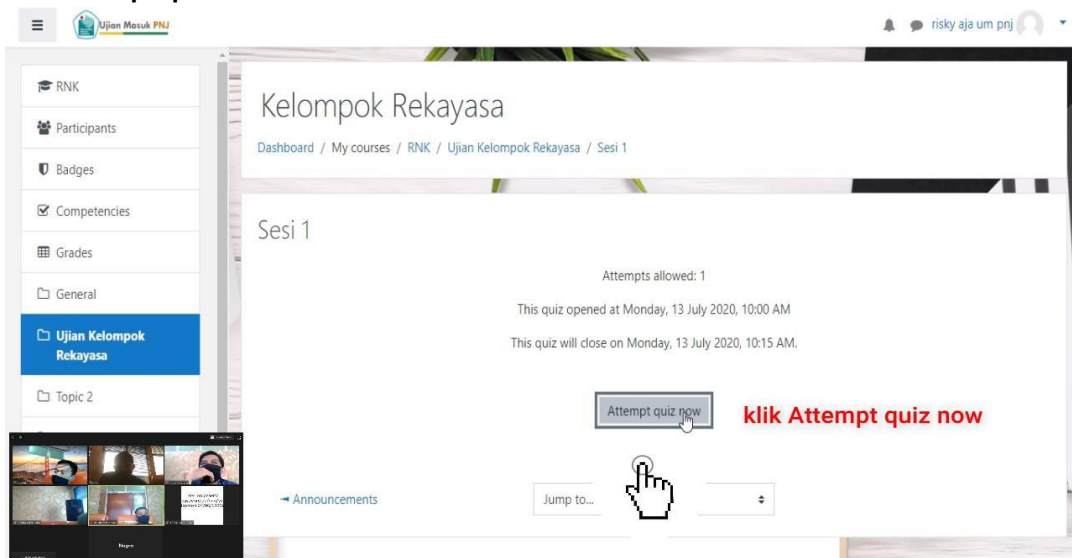 Ujian Masuk PNJ
risky aja um pnj
RNK
Participants
Badges
Competencies
Grades
General
Ujian Kelompok
Rekayasa
Topic 2
Kelompok Rekayasa
Dashboard / My courses / RNK / Ujian Kelompok Rekayasa / Sesi 1
Sesi 1
Attempts allowed: 1
This quiz opened at Monday, 13 July 2020, 10:00 AM
This quiz will close on Monday, 13 July 2020, 10:15 AM.
Attempt quiz now
klik Attempt quiz now
◄ Announcements
Jump to...